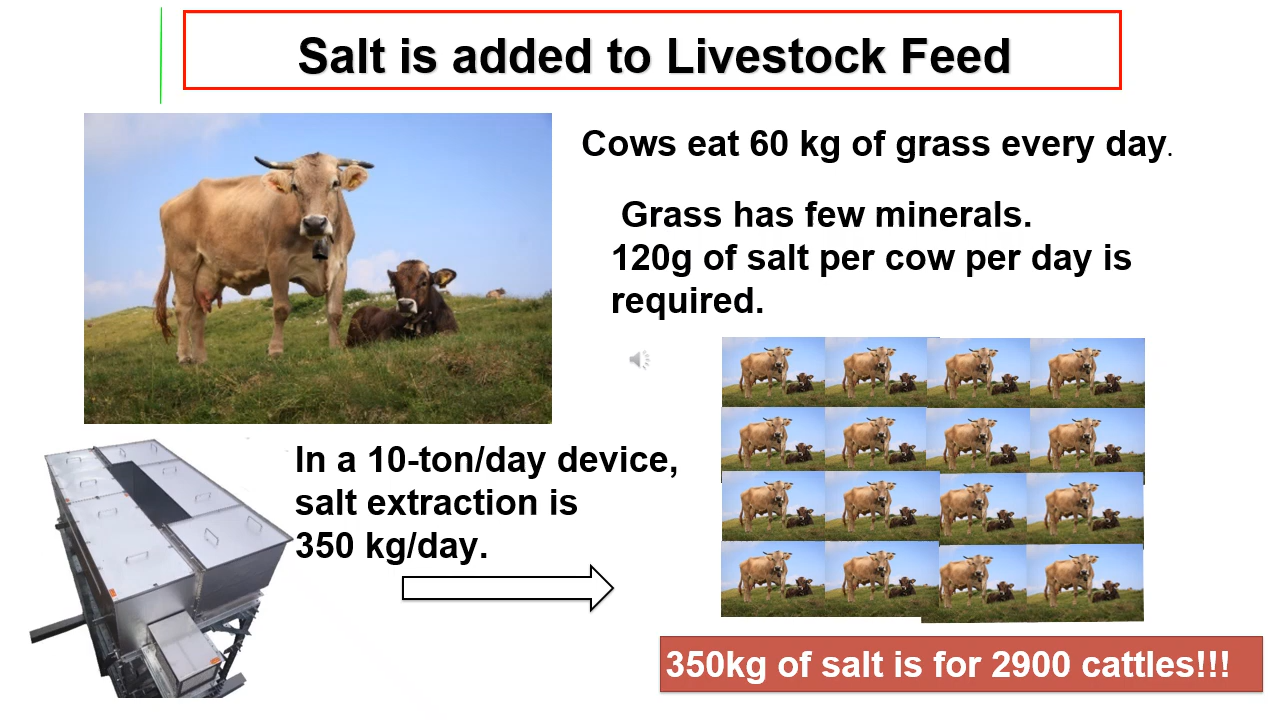 Salt is added to Livestock Feed
Cows eat 60 kg of grass every day.
Grass has few minerals.
120g of salt per cow per day is
required.
In a 10-ton/day device,
salt extraction is
350 kg/day.
350kg of salt is for 2900 cattles!!!